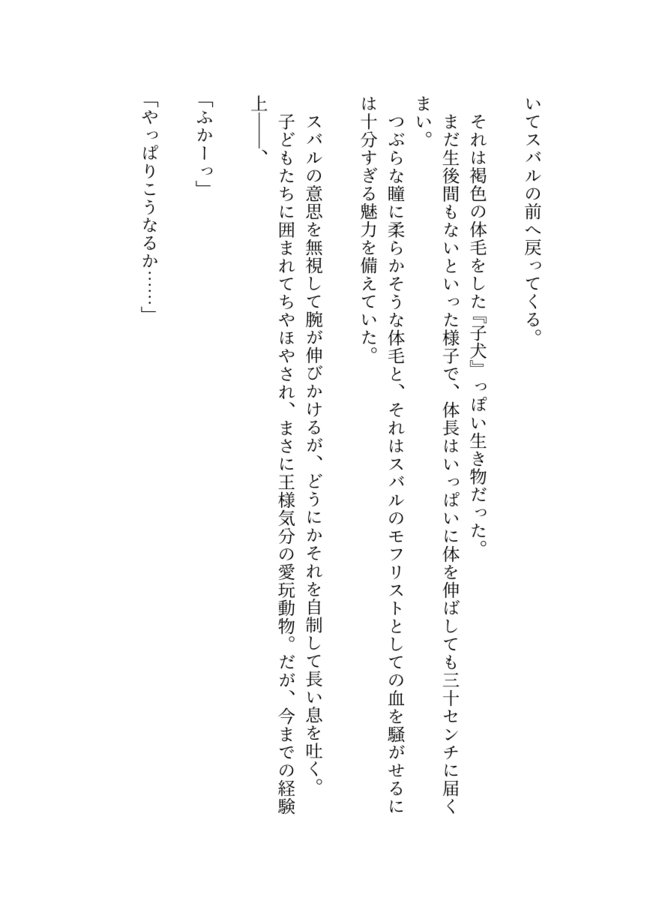 いてスバルの前へ戻ってくる。
それは褐色の体毛をした『子犬』っぽい生き物だった。
まだ生後間もないといった様子で、体長はいっぱいに体を伸ばしても三十センチに届く
まい。
つぶらな瞳に柔らかそうな体毛と、それはスバルのモフリストとしての血を騒がせるに
は十分すぎる魅力を備えていた。
スバルの意思を無視して腕が伸びかけるが、どうにかそれを自制して長い息を吐く。
子どもたちに囲まれてちやほやされ、まさに王様気分の愛玩動物。だが、今までの経験
上――、
「ふかーっ」
「やっぱりこうなるか……」